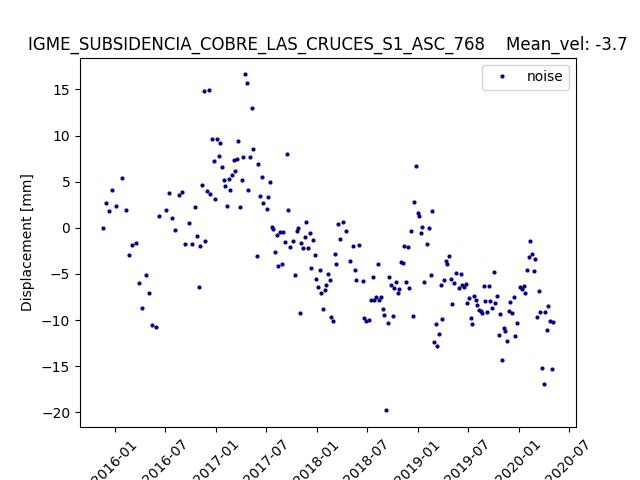 IGME_SUBSIDENCIA_COBRE_LAS_CRUCES_S1_ASC_768 Mean_vel: -3.7
noise
Displacement [mm]
15
10
5
0
−5
−10
−15
−20
2016-01 2016-07 2017-01 2017-07 2018-01 2018-07 2019-01 2019-07 2020-01 2020-07